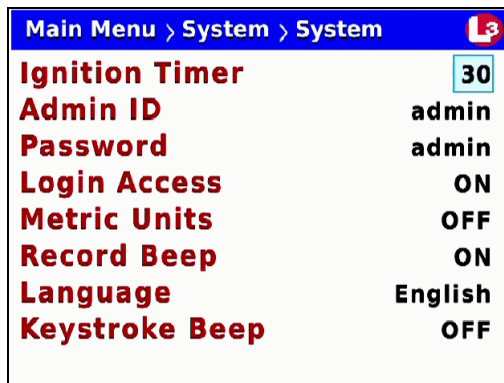 Main Menu > System > System L3
Ignition Timer 30
Admin ID admin
Password admin
Login Access ON
Metric Units OFF
Record Beep ON
Language English
Keystroke Beep OFF